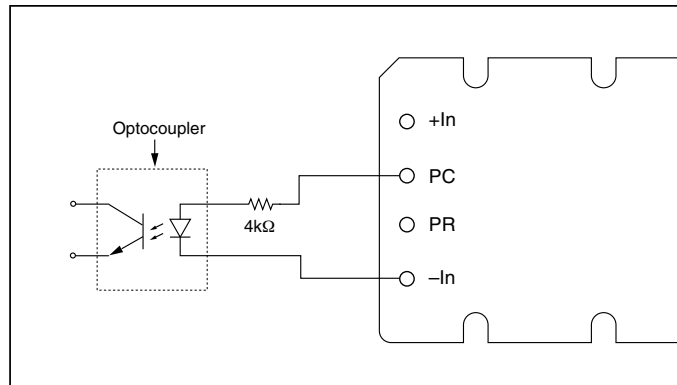 Optocoupler
4kΩ
+In
PC
PR
–In